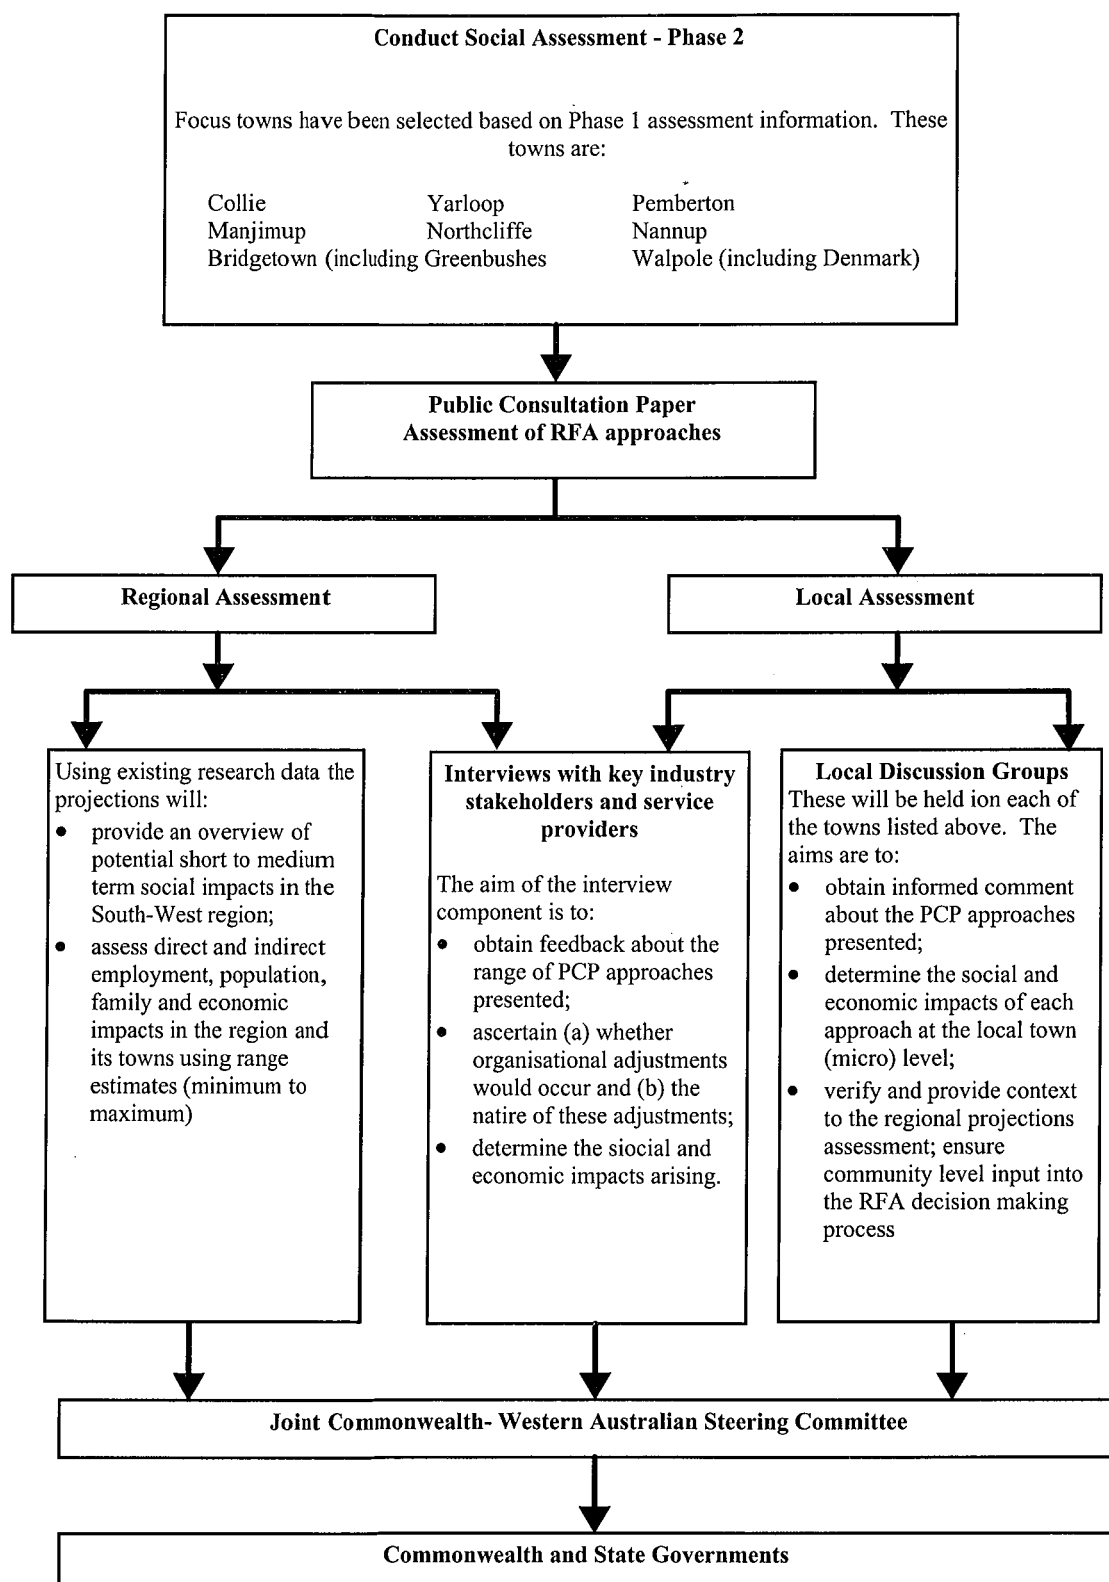 Conduct Social Assessment - Phase 2
Focus towns have been selected based on Phase 1 assessment information. These
towns are:
Collie Yarloop Pemberton
Manjimup Northcliffe Nannup
Bridgetown (including Greenbushes Walpole (including Denmark)
Public Consultation Paper
Assessment of RFA approaches
Regional Assessment
Local Assessment
Using existing research data the
projections will:
• provide an overview of
potential short to medium
term social impacts in the
South-West region;
• assess direct and indirect
employment, population,
family and economic
impacts in the region and
its towns using range
estimates (minimum to
maximum)
Interviews with key industry
stakeholders and service
providers
The aim of the interview
component is to:
• obtain feedback about the
range of PCP approaches
presented;
• ascertain (a) whether
organisational adjustments
would occur and (b) the
natire of these adjustments;
• determine the siocial and
economic impacts arising.
Local Discussion Groups
These will be held ion each of
the towns listed above. The
aims are to:
• obtain informed comment
about the PCP approaches
presented;
• determine the social and
economic impacts of each
approach at the local town
(micro) level;
• verify and provide context
to the regional projections
assessment; ensure
community level input into
the RFA decision making
process
Joint Commonwealth- Western Australian Steering Committee
Commonwealth and State Governments